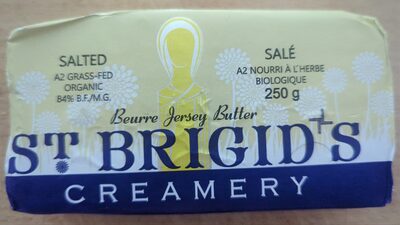 SALTED
A2 GRASS-FED
ORGANIC
84% B.F./M.G.
SALÉ
A2 NOURRI À L'HERBE
BIOLOGIQUE
250 g
Beurre Jersey Butter
ST. BRIGID'S
CREAMERY